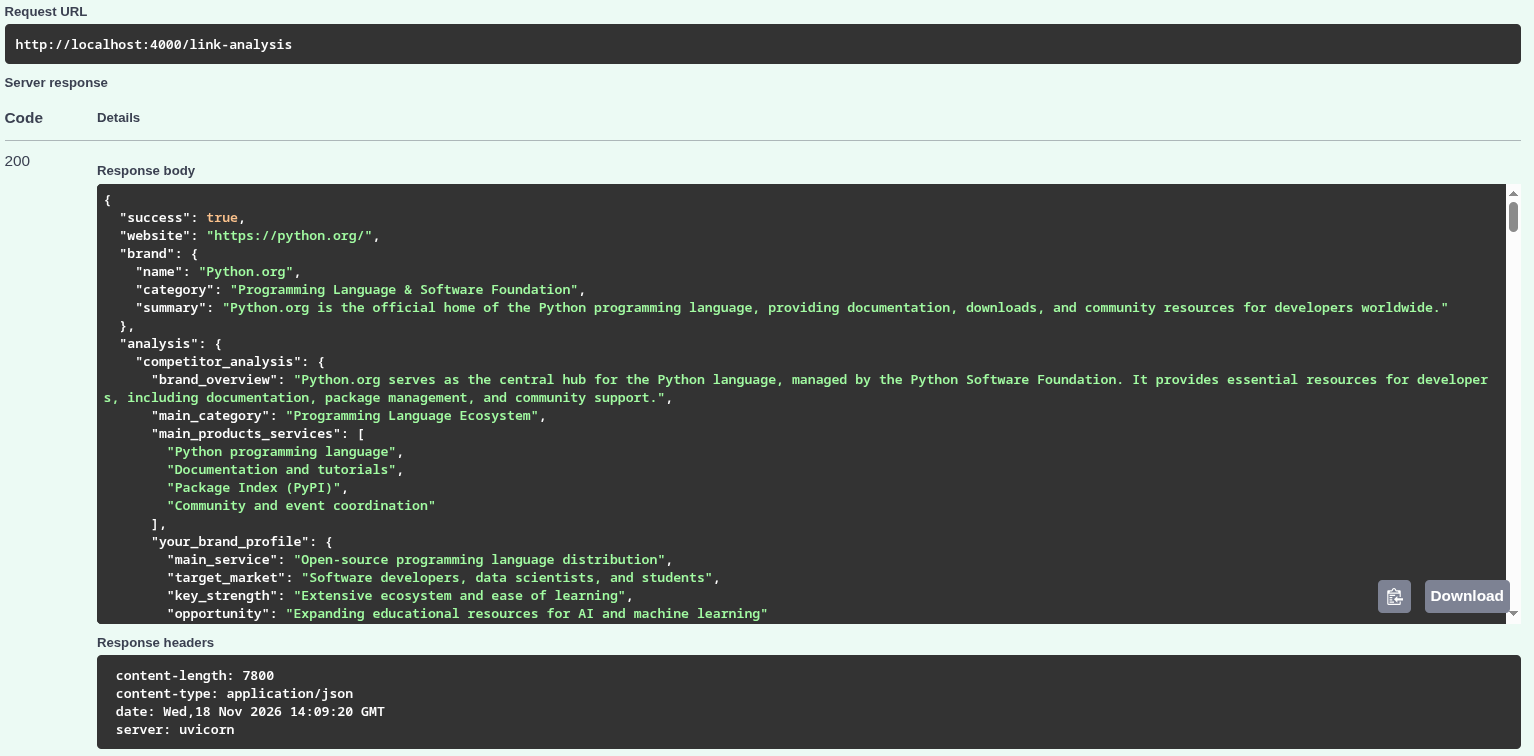 Request URL
http://localhost:4000/link-analysis
Server response
Code Details
200
Response body
{
  "success": true,
  "website": "https://python.org/",
  "brand": {
    "name": "Python.org",
    "category": "Programming Language & Software Foundation",
    "summary": "Python.org is the official home of the Python programming language, providing documentation, downloads, and community resources for developers worldwide."
  },
  "analysis": {
    "competitor_analysis": {
      "brand_overview": "Python.org serves as the central hub for the Python language, managed by the Python Software Foundation. It provides essential resources for developer
s, including documentation, package management, and community support.",
      "main_category": "Programming Language Ecosystem",
      "main_products_services": [
        "Python programming language",
        "Documentation and tutorials",
        "Package Index (PyPI)",
        "Community and event coordination"
      ],
      "your_brand_profile": {
        "main_service": "Open-source programming language distribution",
        "target_market": "Software developers, data scientists, and students",
        "key_strength": "Extensive ecosystem and ease of learning",
        "opportunity": "Expanding educational resources for AI and machine learning"
Download
Response headers
content-length: 7800
content-type: application/json
date: Wed,18 Nov 2026 14:09:20 GMT
server: uvicorn